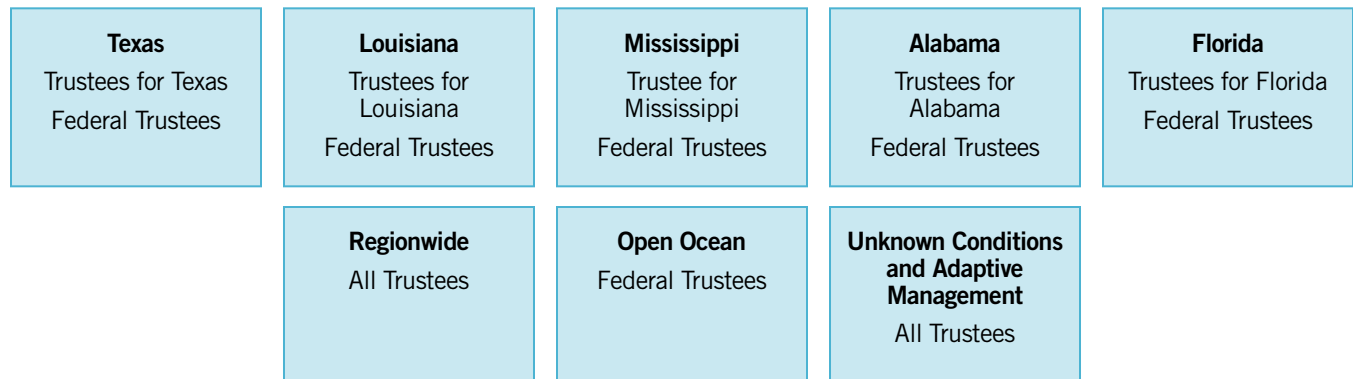 Texas
Trustees for Texas
Federal Trustees
Louisiana
Trustees for
Louisiana
Federal Trustees
Mississippi
Trustee for
Mississippi
Federal Trustees
Alabama
Trustees for
Alabama
Federal Trustees
Florida
Trustees for Florida
Federal Trustees
Regionwide
All Trustees
Open Ocean
Federal Trustees
Unknown Conditions
and Adaptive
Management
All Trustees